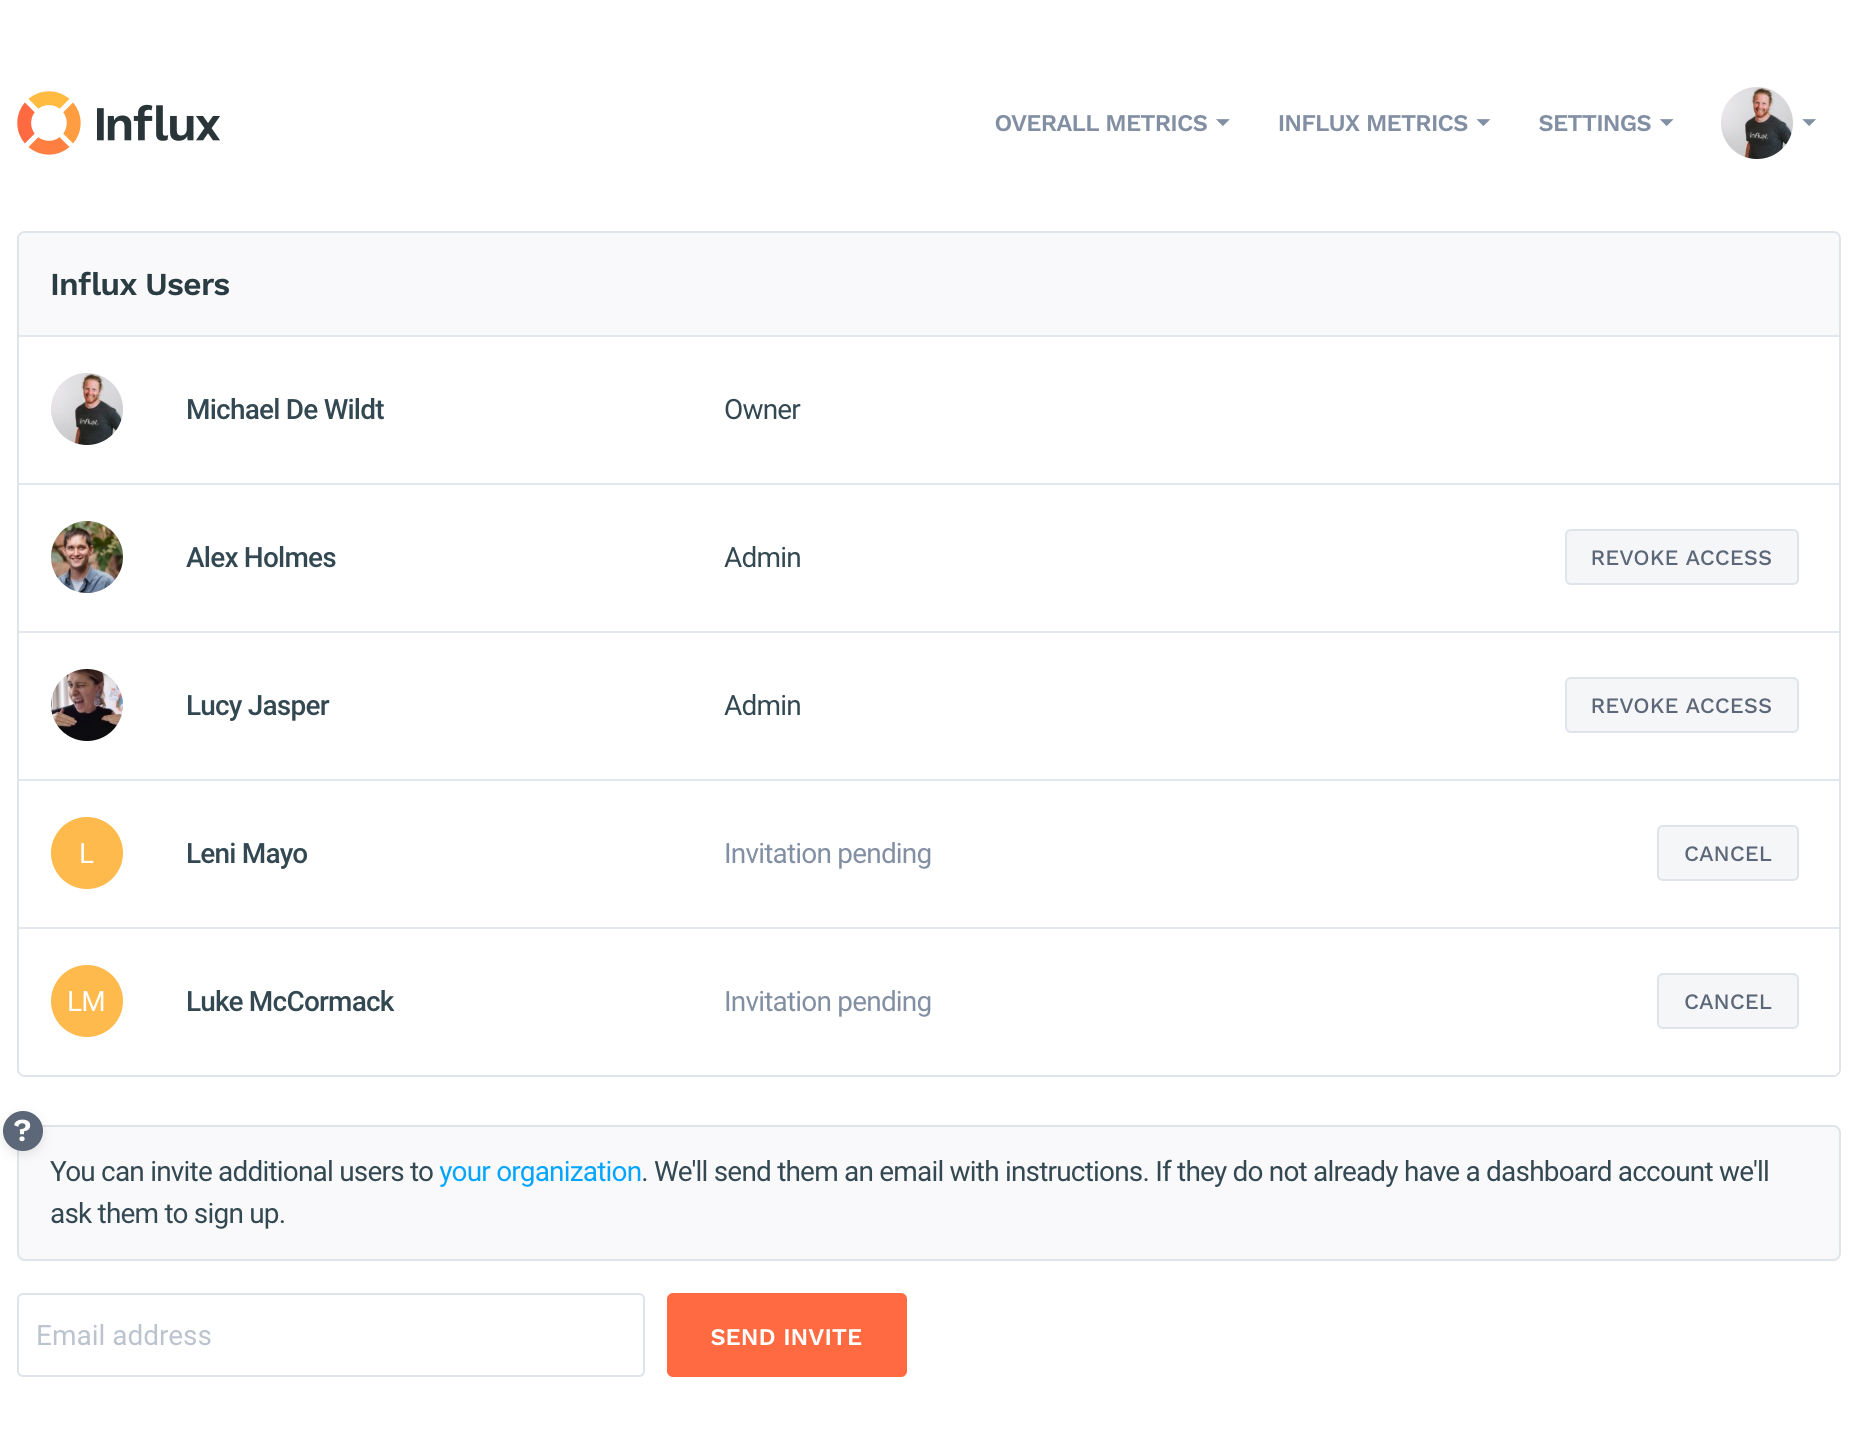 Influx
OVERALL METRICS
INFLUX METRICS
SETTINGS
Influx Users
Michael De Wildt
Owner
Alex Holmes
Admin
REVOKE ACCESS
Lucy Jasper
Admin
REVOKE ACCESS
L
Leni Mayo
Invitation pending
CANCEL
LM
Luke McCormack
Invitation pending
CANCEL
?
You can invite additional users to your organization. We'll send them an email with instructions. If they do not already have a dashboard account we'll
ask them to sign up.
Email address
SEND INVITE